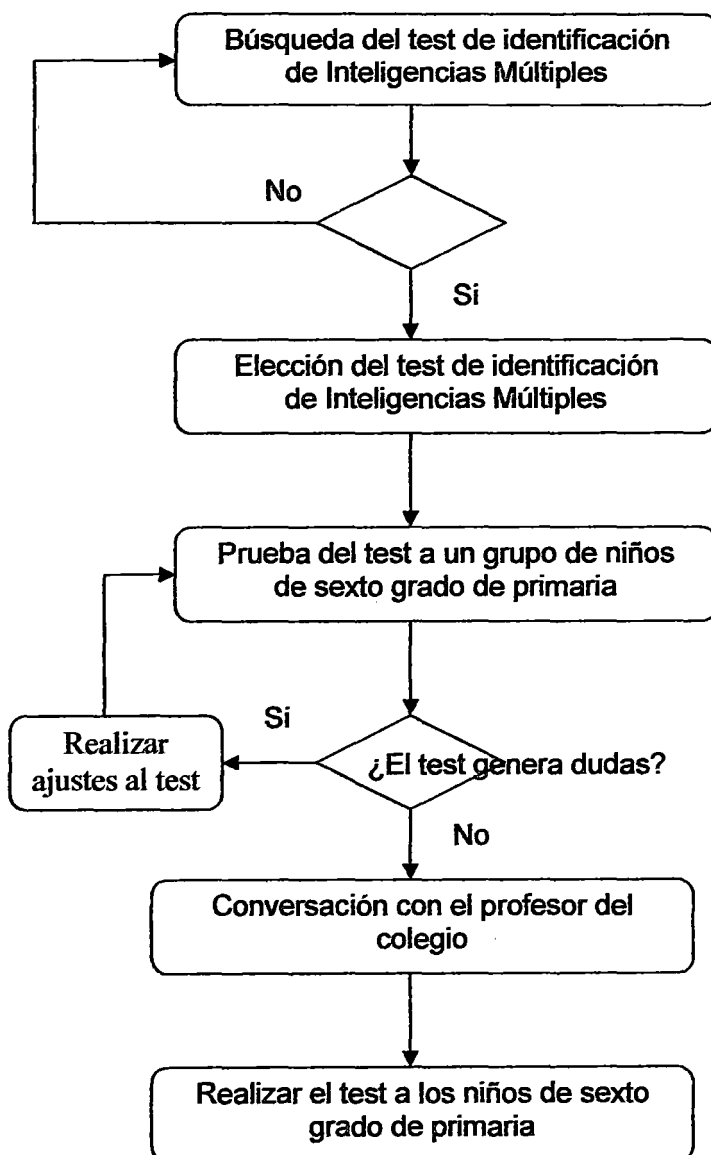 Búsqueda del test de identificación
de Inteligencias Múltiples
No
Si
Elección del test de identificación
de Inteligencias Múltiples
Prueba del test a un grupo de niños
de sexto grado de primaria
Si
Realizar
ajustes al test
¿El test genera dudas?
No
Conversación con el profesor del
colegio
Realizar el test a los niños de sexto
grado de primaria